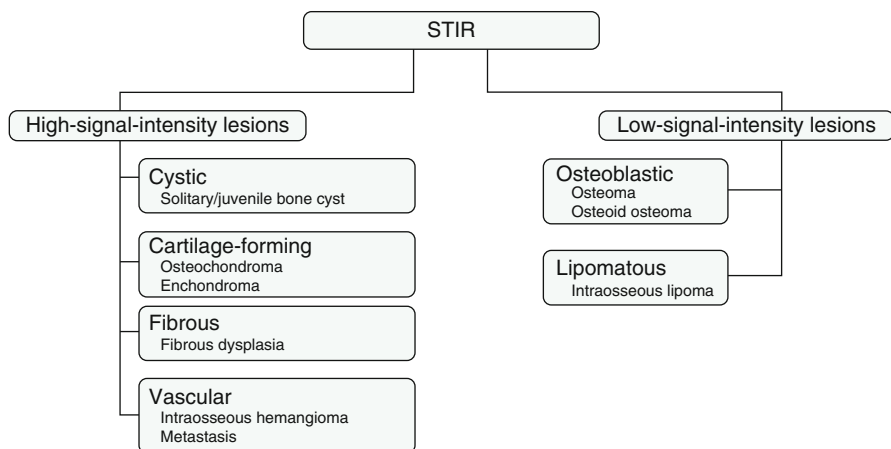 STIR
High-signal-intensity lesions
Cystic
Solitary/juvenile bone cyst
Cartilage-forming
Osteochondroma
Enchondroma
Fibrous
Fibrous dysplasia
Vascular
Intraosseous hemangioma
Metastasis
Low-signal-intensity lesions
Osteoblastic
Osteoma
Osteoid osteoma
Lipomatous
Intraosseous lipoma